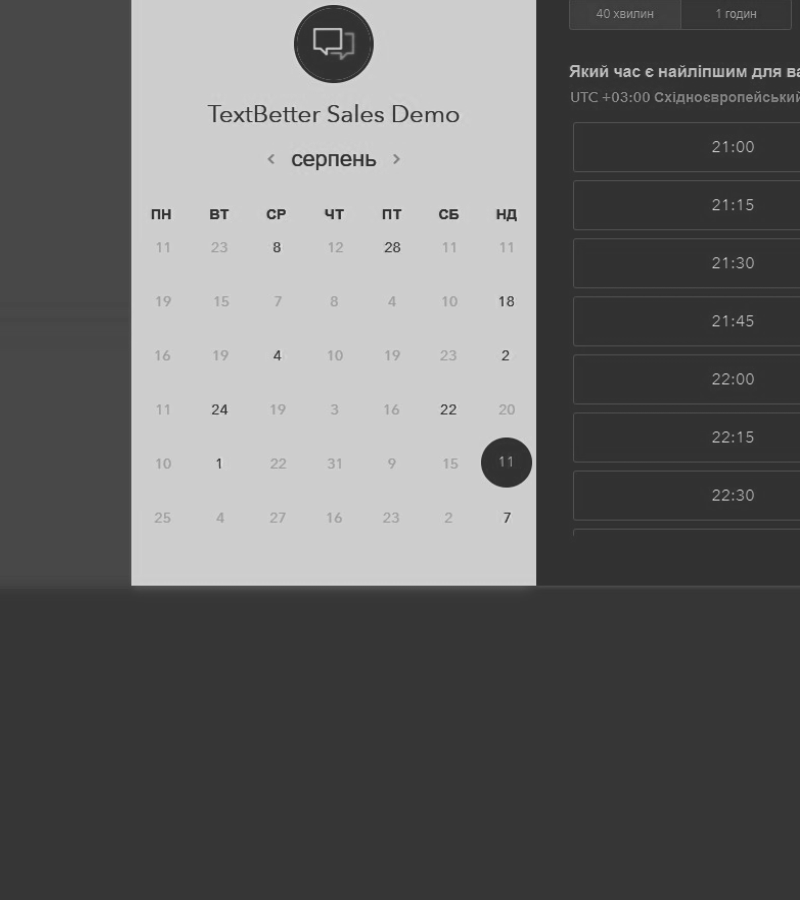 TextBetter Sales Demo
серпень
ПН ВТ СР ЧТ ПТ СБ НД
11 23 8 12 28 11 11
19 15 7 8 4 10 18
16 19 4 10 19 23 2
11 24 19 3 16 22 20
10 1 22 31 9 15 11
25 4 27 16 23 2 7
40 хвилин
1 годин
Який час є найліпшим для ва
UTC +03:00 Східноєвропейський
21:00
21:15
21:30
21:45
22:00
22:15
22:30